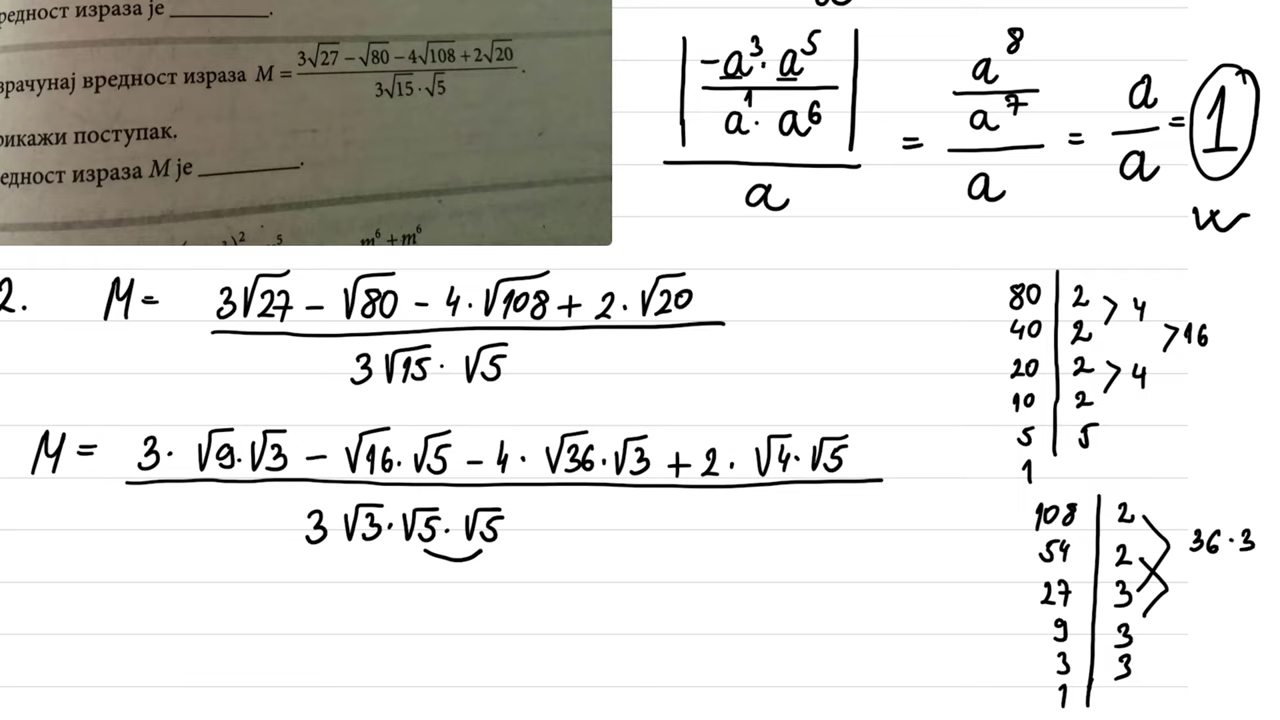 редност израза је ________.
зрачунај вредност израза M = (3√27 − √80 − 4√108 + 2√20) / (3√15 · √5).
рикажи поступак.
едност израза M је ________.
m⁶ + m⁶
|(-a³ · a⁵) / (a¹ · a⁶)| / a = (a⁸ / a⁷) / a = a / a = 1
2. M = (3√27 − √80 − 4 · √108 + 2 · √20) / (3√15 · √5)
M = (3 · √9 · √3 − √16 · √5 − 4 · √36 · √3 + 2 · √4 · √5) / (3√3 · √5 · √5)
80 | 2 > 4
40 | 2 > 16
20 | 2 > 4
10 | 2
5 | 5
1
108 | 2
54 | 2 36 · 3
27 | 3
9 | 3
3 | 3
1